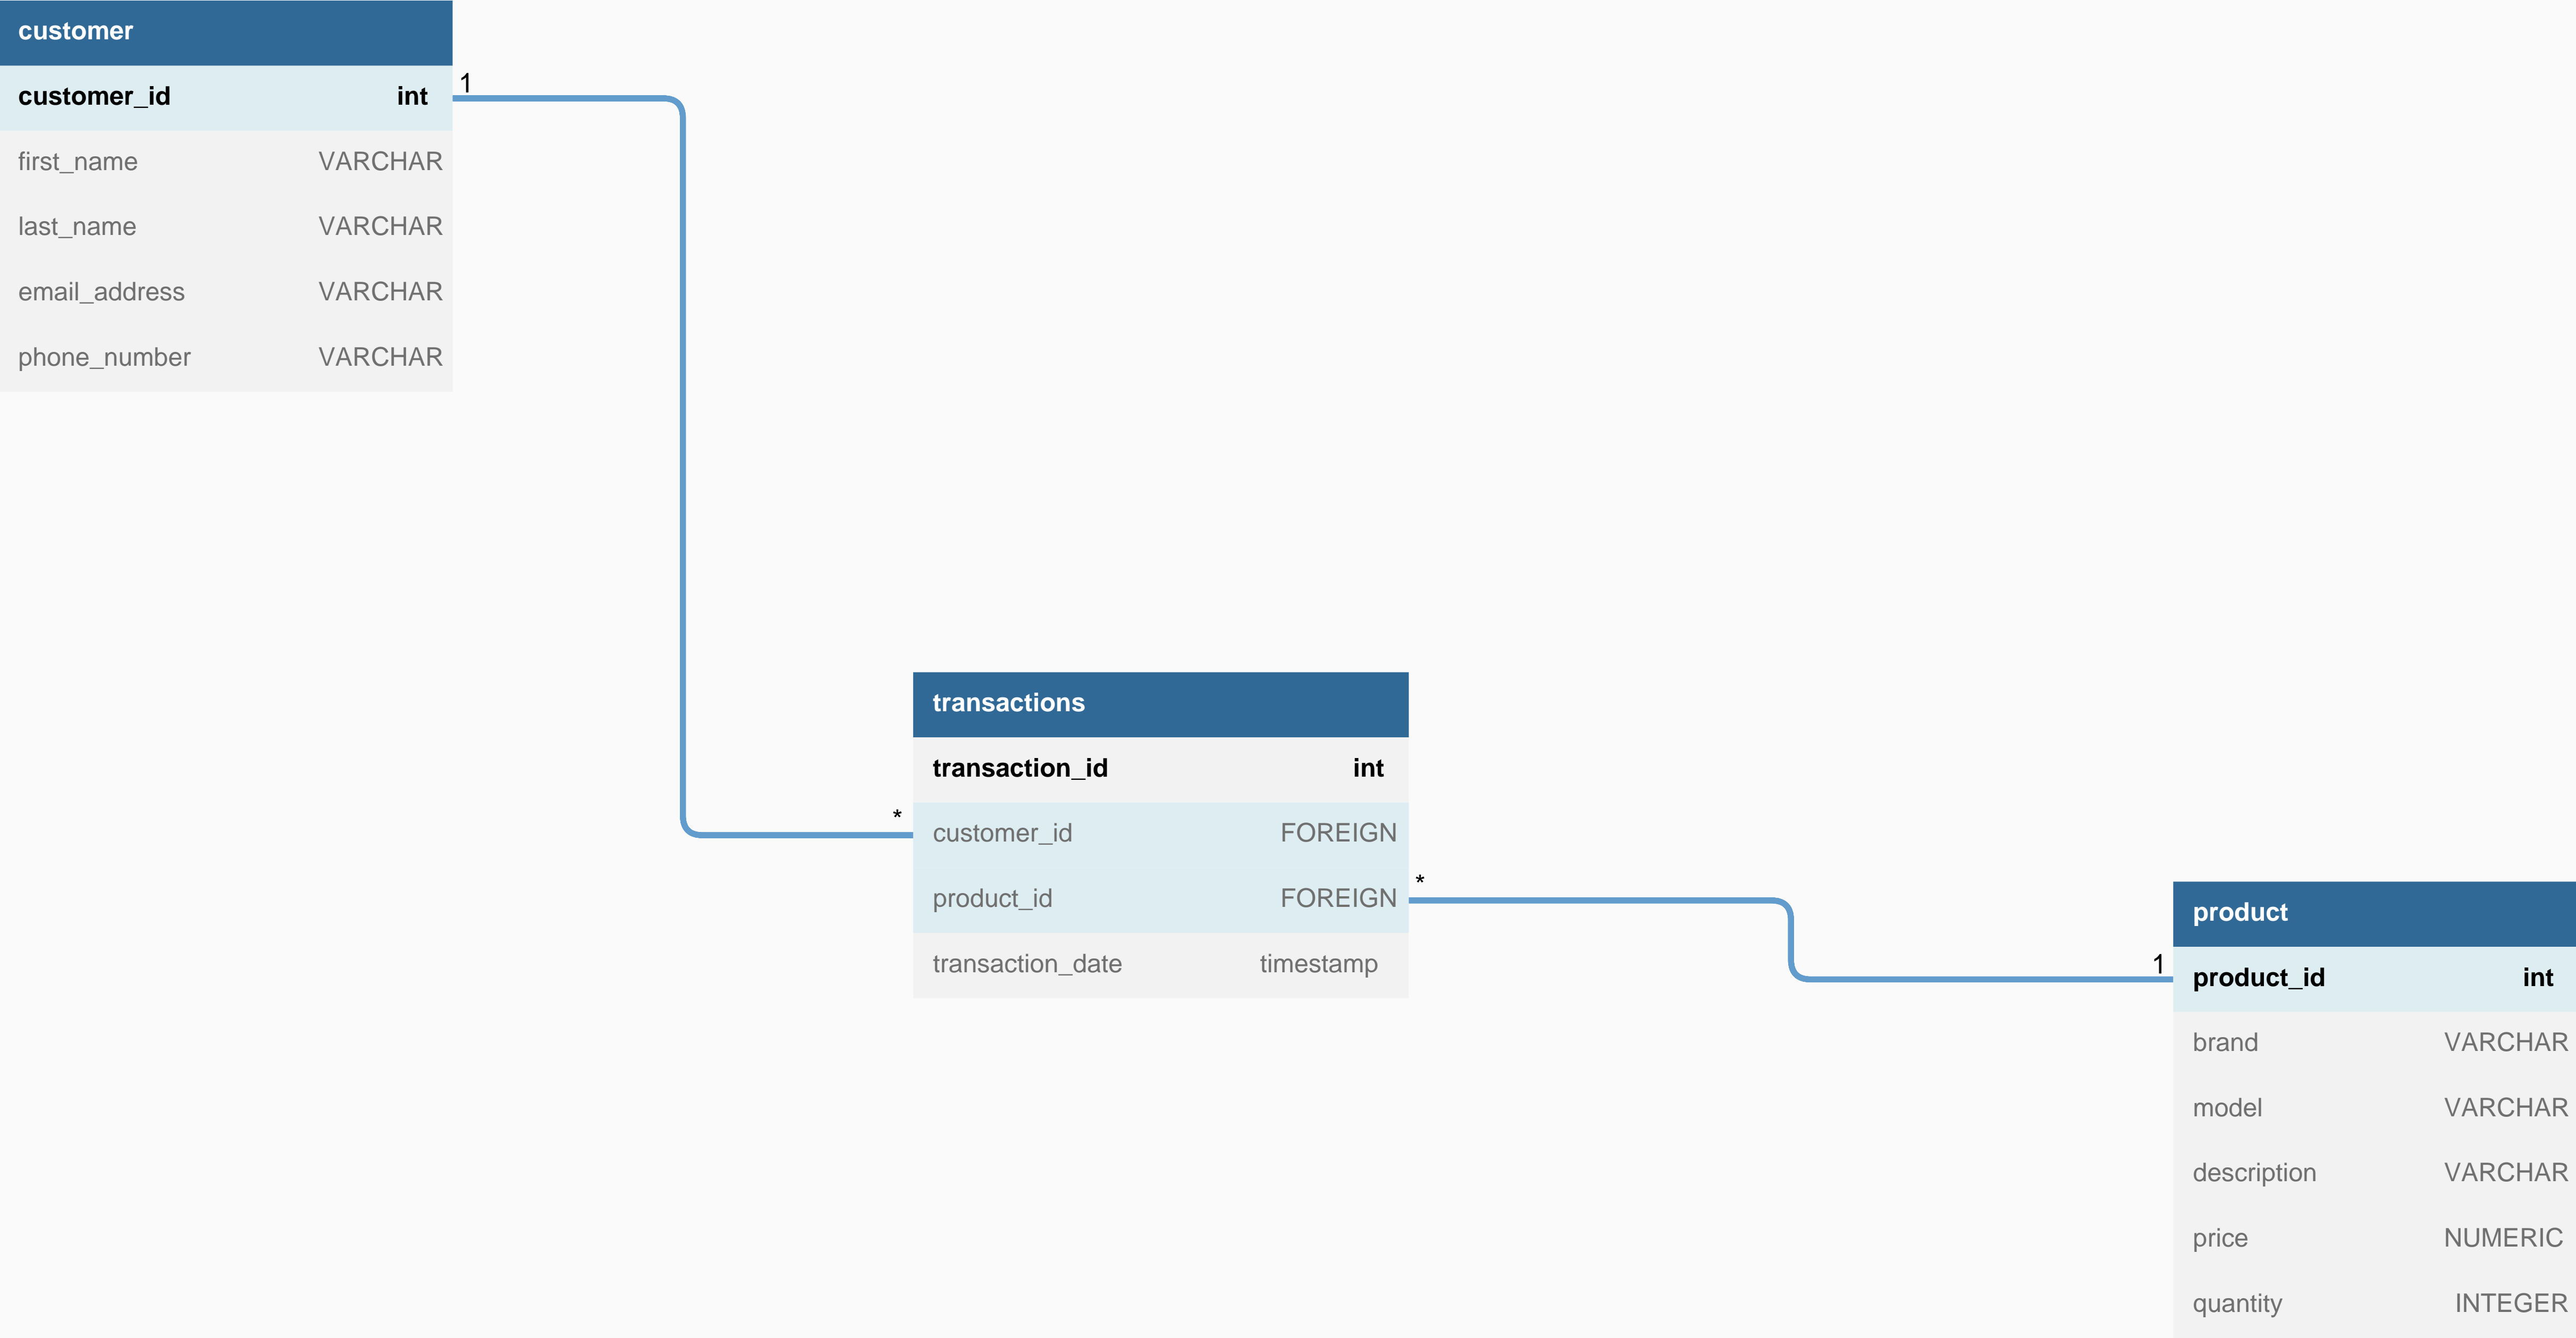 customer
customer_id int
1
first_name VARCHAR
last_name VARCHAR
email_address VARCHAR
phone_number VARCHAR
transactions
transaction_id int
*
customer_id FOREIGN
*
product_id FOREIGN
transaction_date timestamp
product
1
product_id int
brand VARCHAR
model VARCHAR
description VARCHAR
price NUMERIC
quantity INTEGER